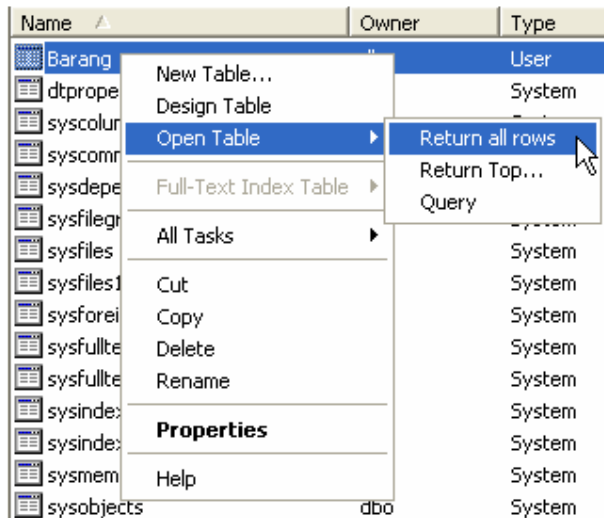 Name Owner Type
Barang User
dtprope System
syscolur
syscomm
sysdepe
sysfilegr
sysfiles System
sysfiles1 System
sysforei System
sysfullte System
sysfullte System
sysindex System
sysindex System
sysmem System
sysobjects dbo System
New Table...
Design Table
Open Table
Full-Text Index Table
All Tasks
Cut
Copy
Delete
Rename
Properties
Help
Return all rows
Return Top...
Query